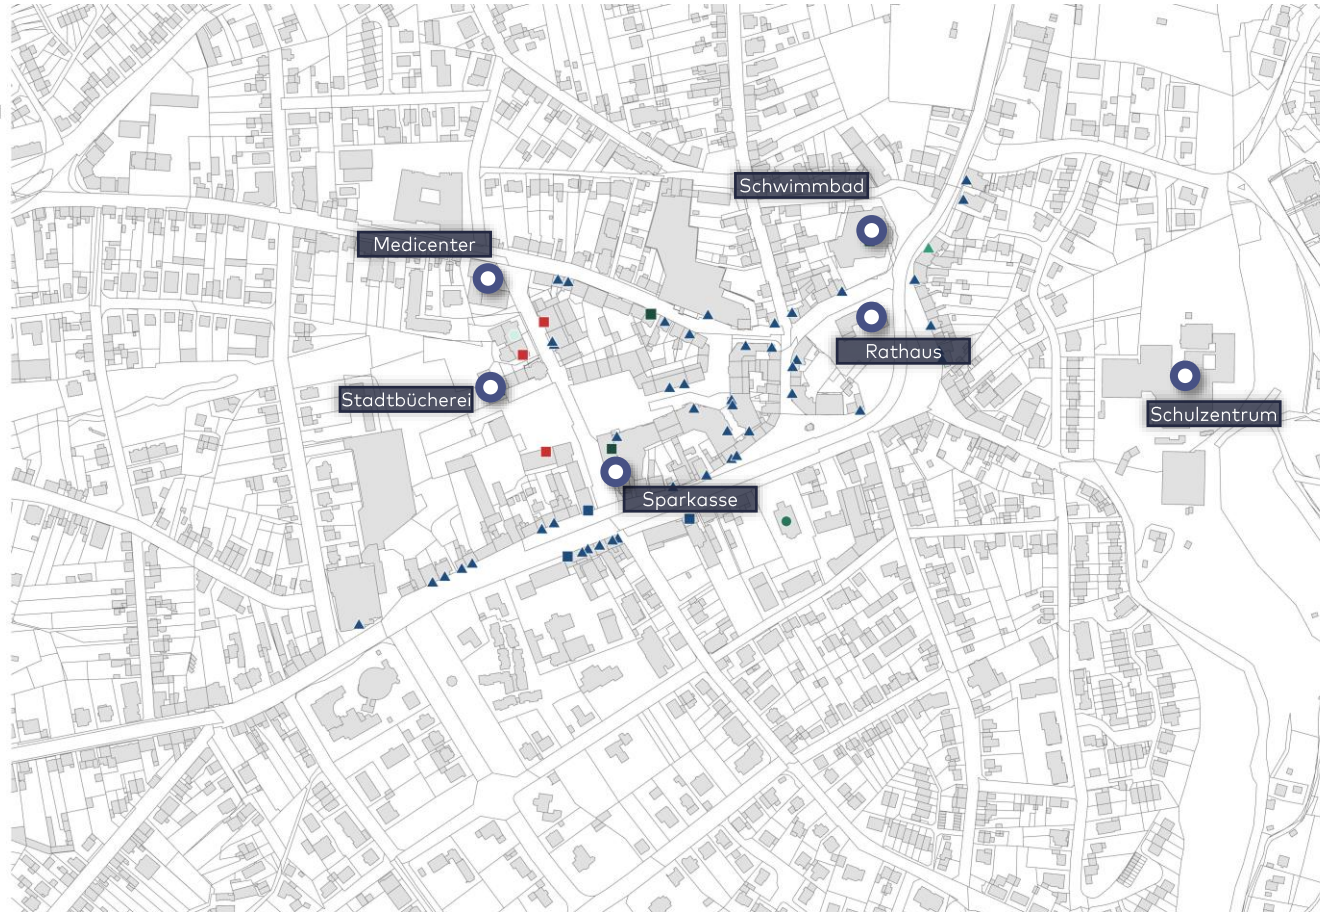 Schwimmbad
Medicenter
Rathaus
Stadtbücherei
Schulzentrum
Sparkasse